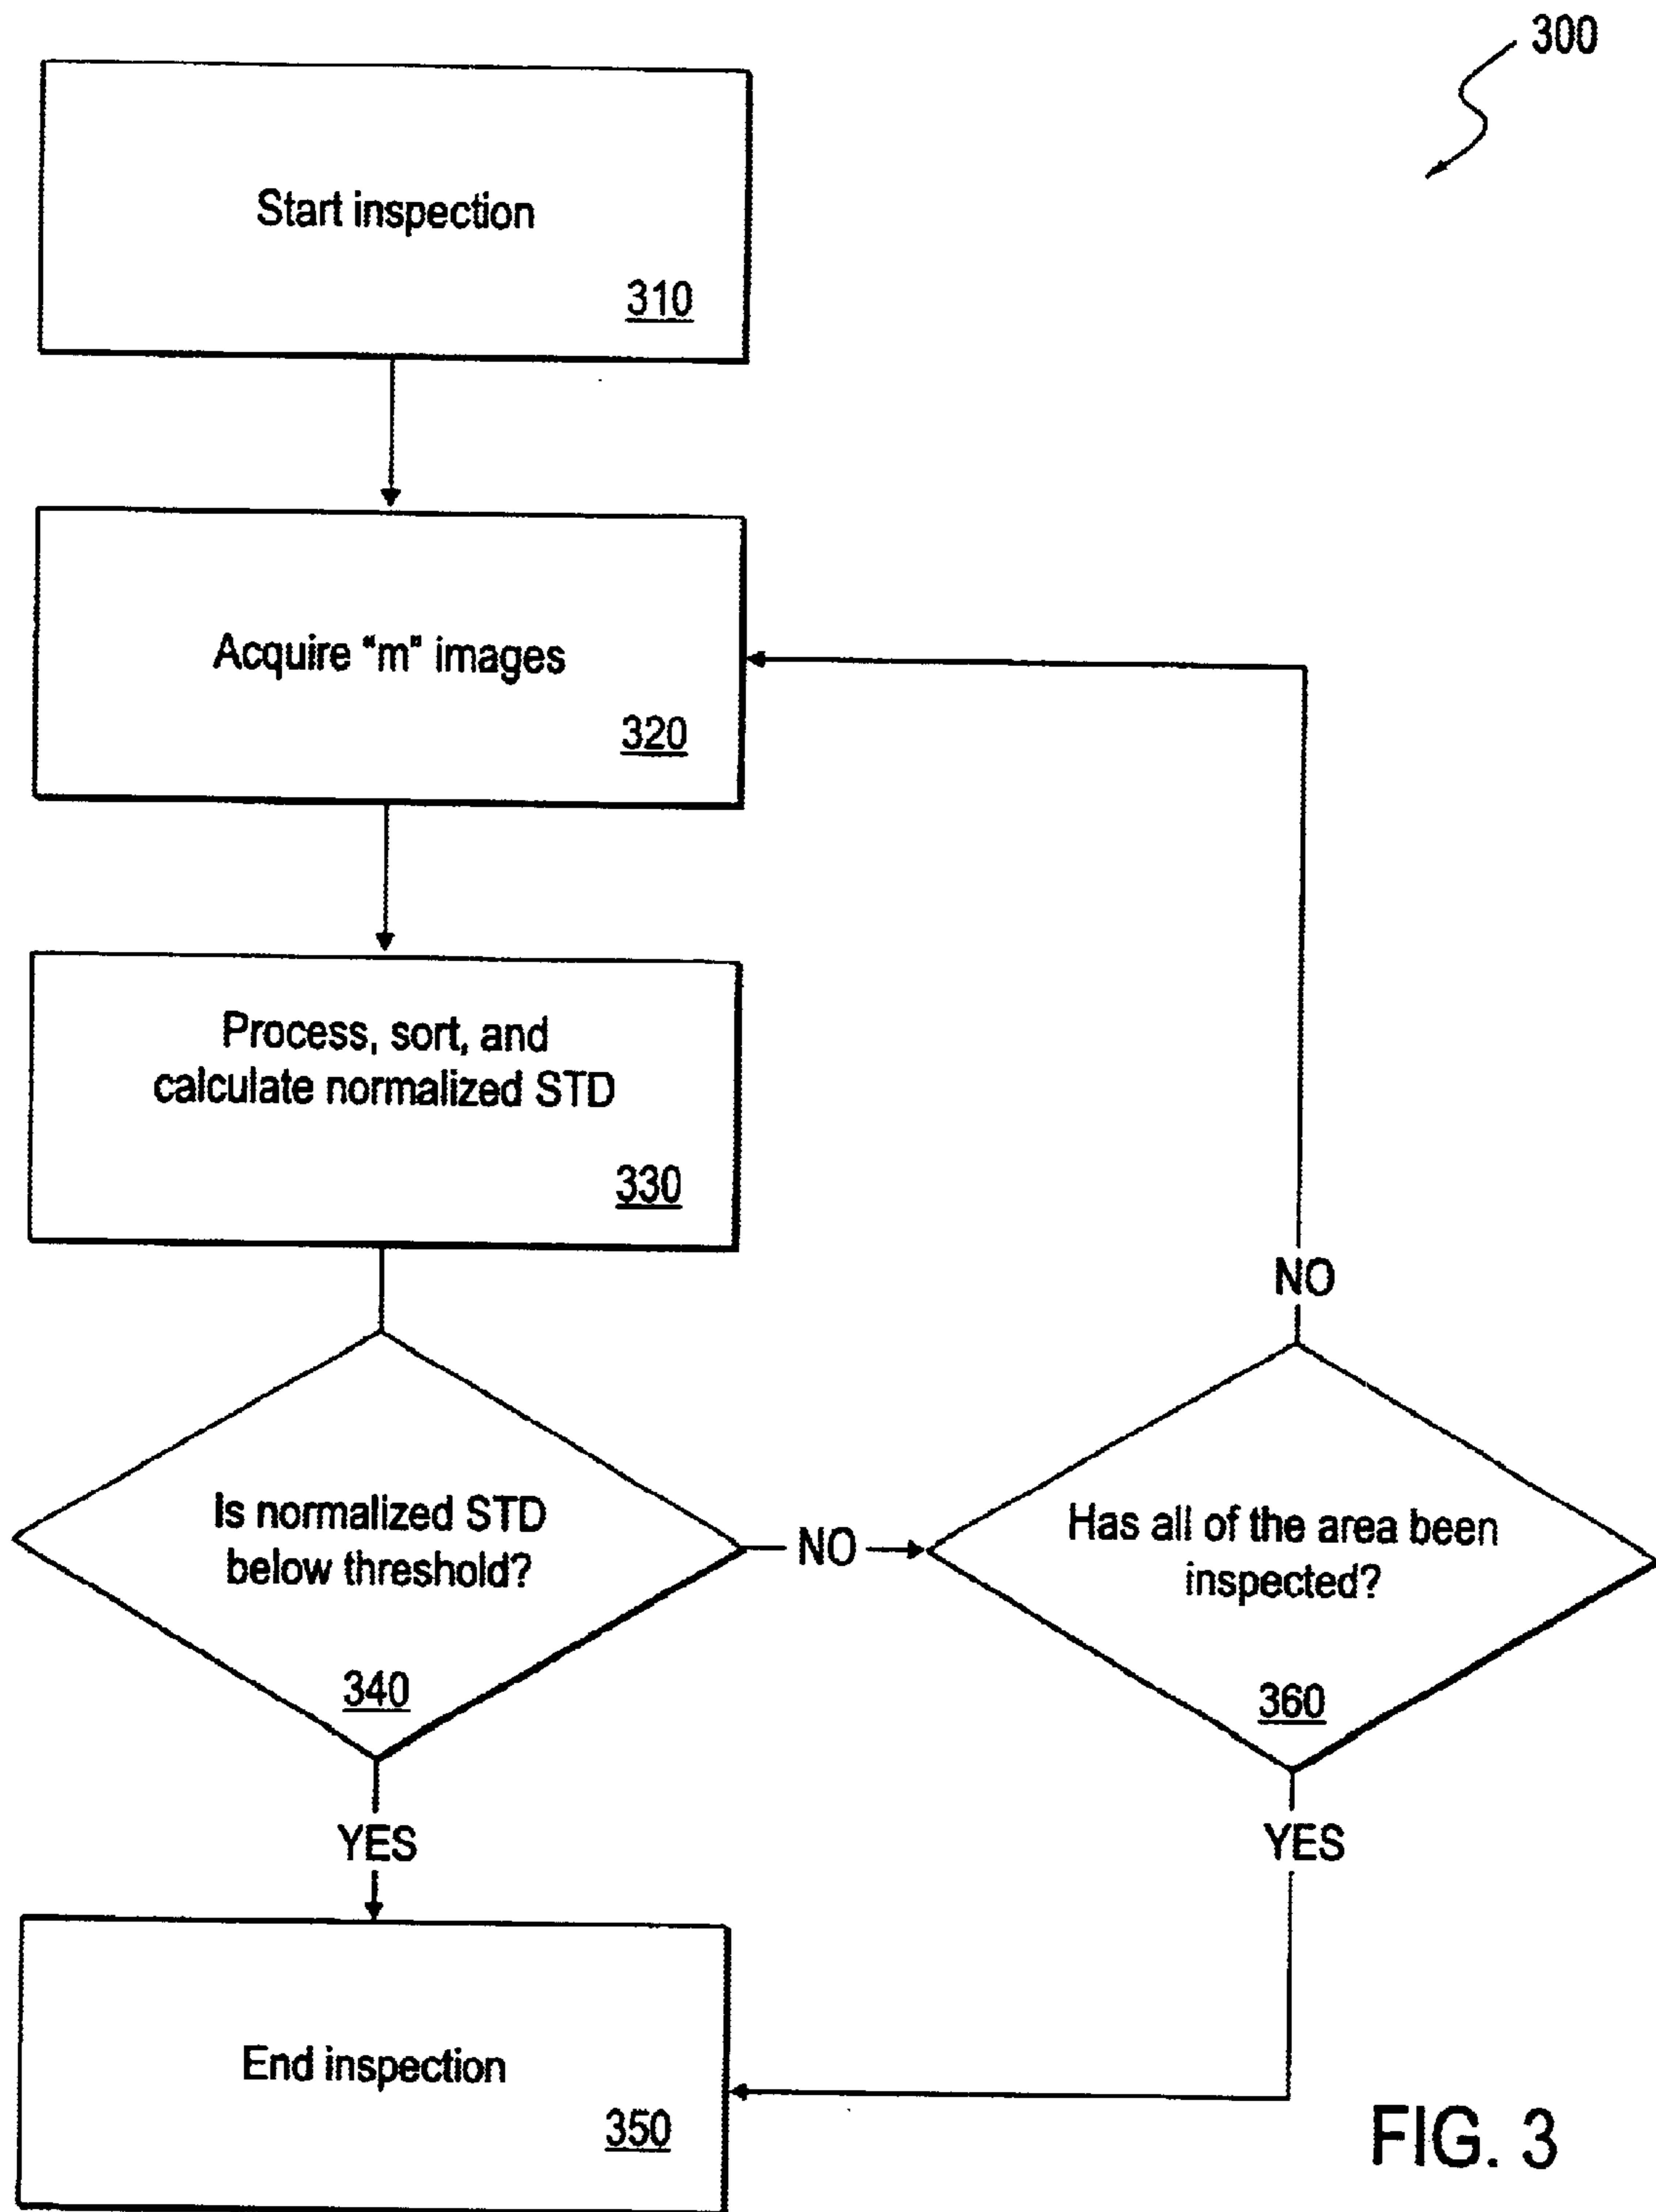 300
Start inspection
310
Acquire "m" images
320
Process, sort, and
calculate normalized STD
330
NO
Is normalized STD
below threshold?
340
NO
Has all of the area been
inspected?
360
YES
YES
End inspection
350
FIG. 3